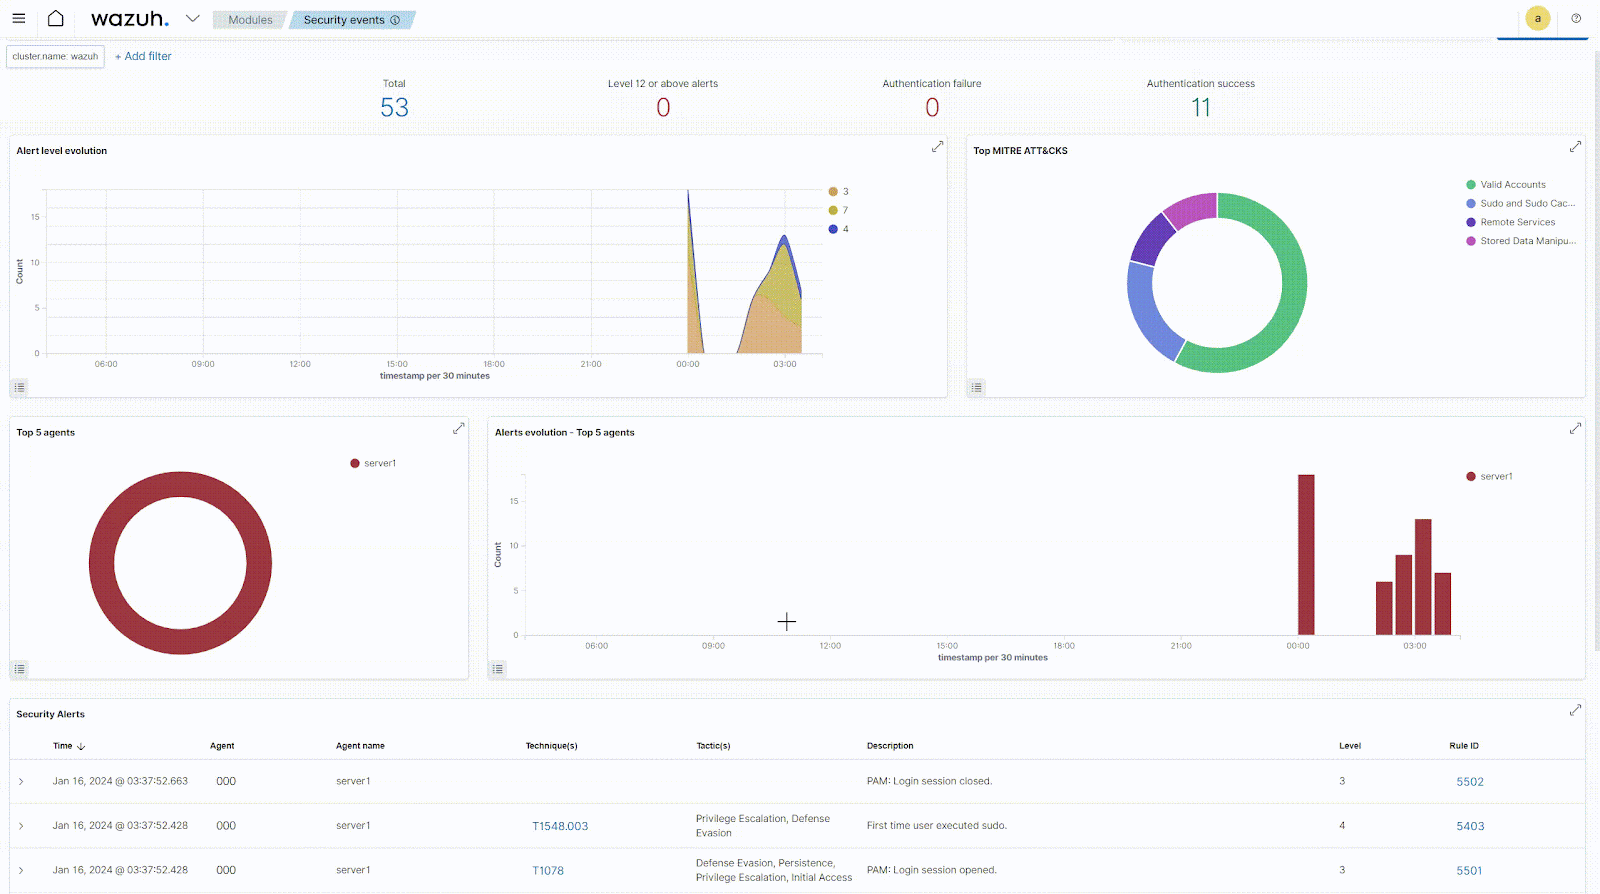 wazuh.
Modules
Security events
a
cluster.name: wazuh
+ Add filter
Total
53
Level 12 or above alerts
0
Authentication failure
0
Authentication success
11
Alert level evolution
Count
15
10
5
0
06:00 09:00 12:00 15:00 18:00 21:00 00:00 03:00
timestamp per 30 minutes
3
7
4
Top MITRE ATT&CKS
Valid Accounts
Sudo and Sudo Cac...
Remote Services
Stored Data Manipu...
Top 5 agents
server1
Alerts evolution - Top 5 agents
Count
15
10
5
0
06:00 09:00 12:00 15:00 18:00 21:00 00:00 03:00
timestamp per 30 minutes
server1
Security Alerts
Time Agent Agent name Technique(s) Tactic(s) Description Level Rule ID
Jan 16, 2024 @ 03:37:52.663 000 server1 PAM: Login session closed. 3 5502
Jan 16, 2024 @ 03:37:52.428 000 server1 T1548.003 Privilege Escalation, Defense
Evasion First time user executed sudo. 4 5403
Jan 16, 2024 @ 03:37:52.428 000 server1 T1078 Defense Evasion, Persistence,
Privilege Escalation, Initial Access PAM: Login session opened. 3 5501